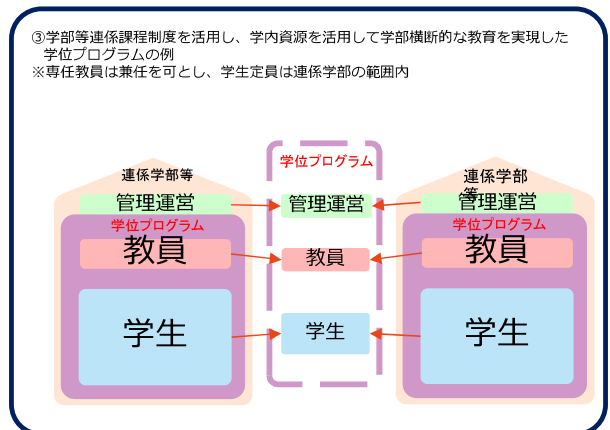 ③学部等連係課程制度を活用し、学内資源を活用して学部横断的な教育を実現した
学位プログラムの例
※専任教員は兼任を可とし、学生定員は連係学部の範囲内
連係学部等
管理運営
学位プログラム
教員
学生
学位プログラム
管理運営
教員
学生
連係学部
等
管理運営
学位プログラム
教員
学生